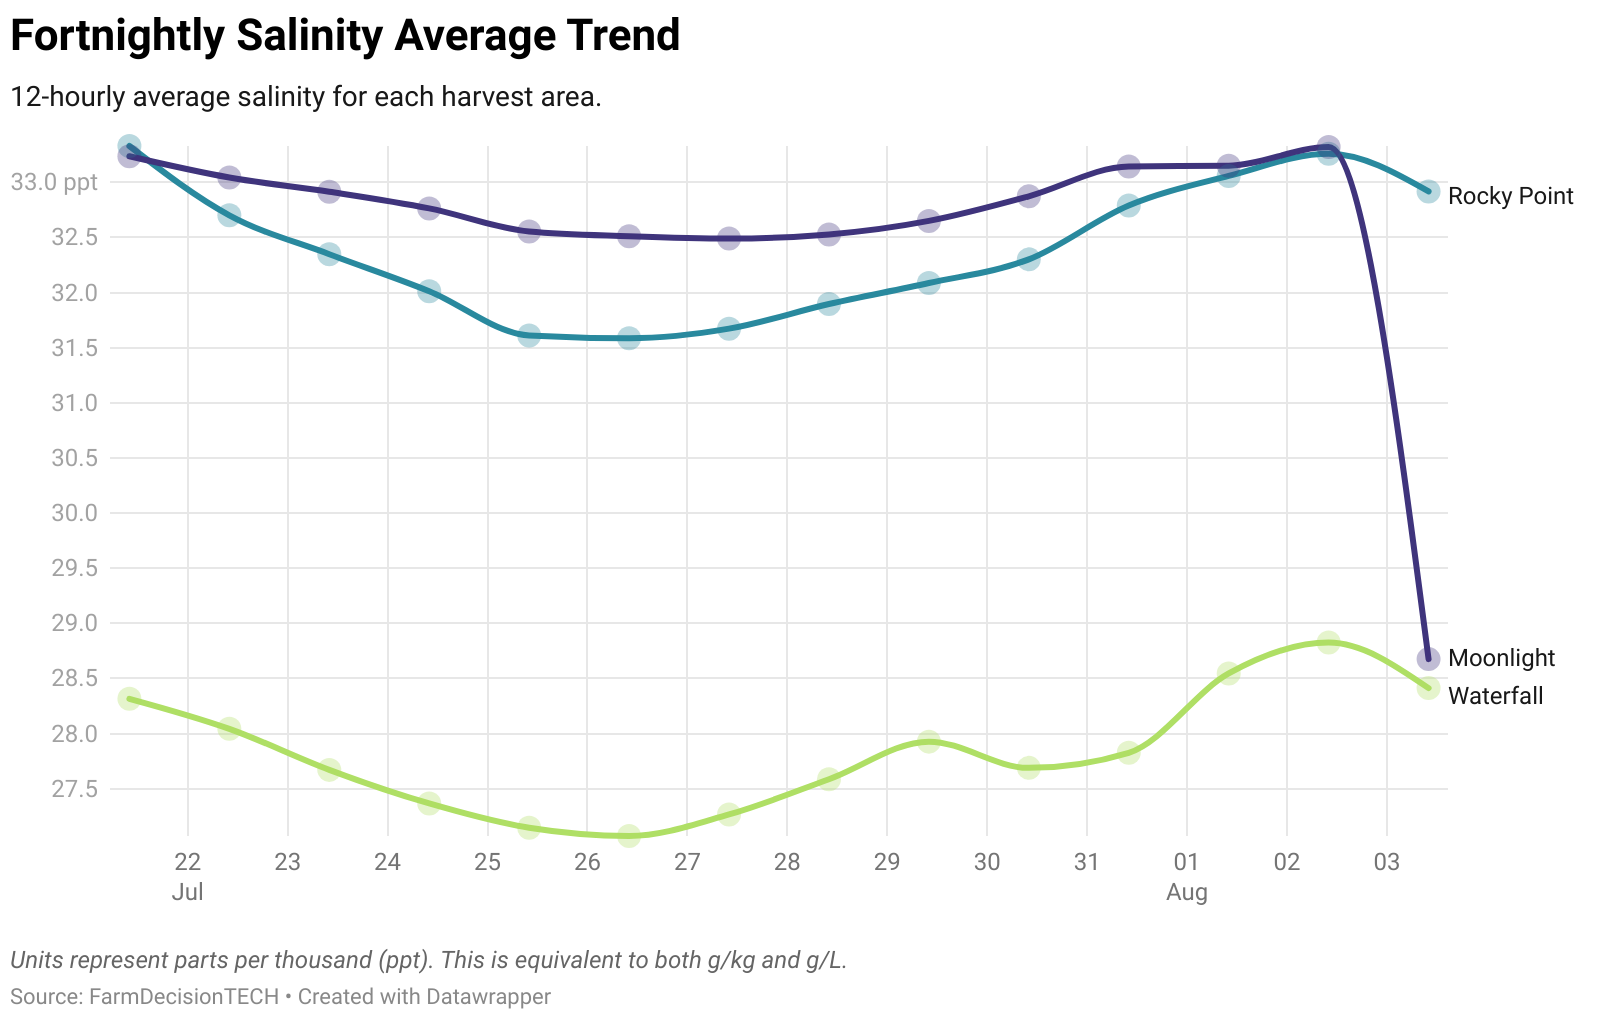 Fortnightly Salinity Average Trend
12-hourly average salinity for each harvest area.
33.0 ppt
32.5
32.0
31.5
31.0
30.5
30.0
29.5
29.0
28.5
28.0
27.5
Rocky Point
Moonlight
Waterfall
22 23 24 25 26 27 28 29 30 31 01 02 03
Jul Aug
Units represent parts per thousand (ppt). This is equivalent to both g/kg and g/L.
Source: FarmDecisionTECH • Created with Datawrapper